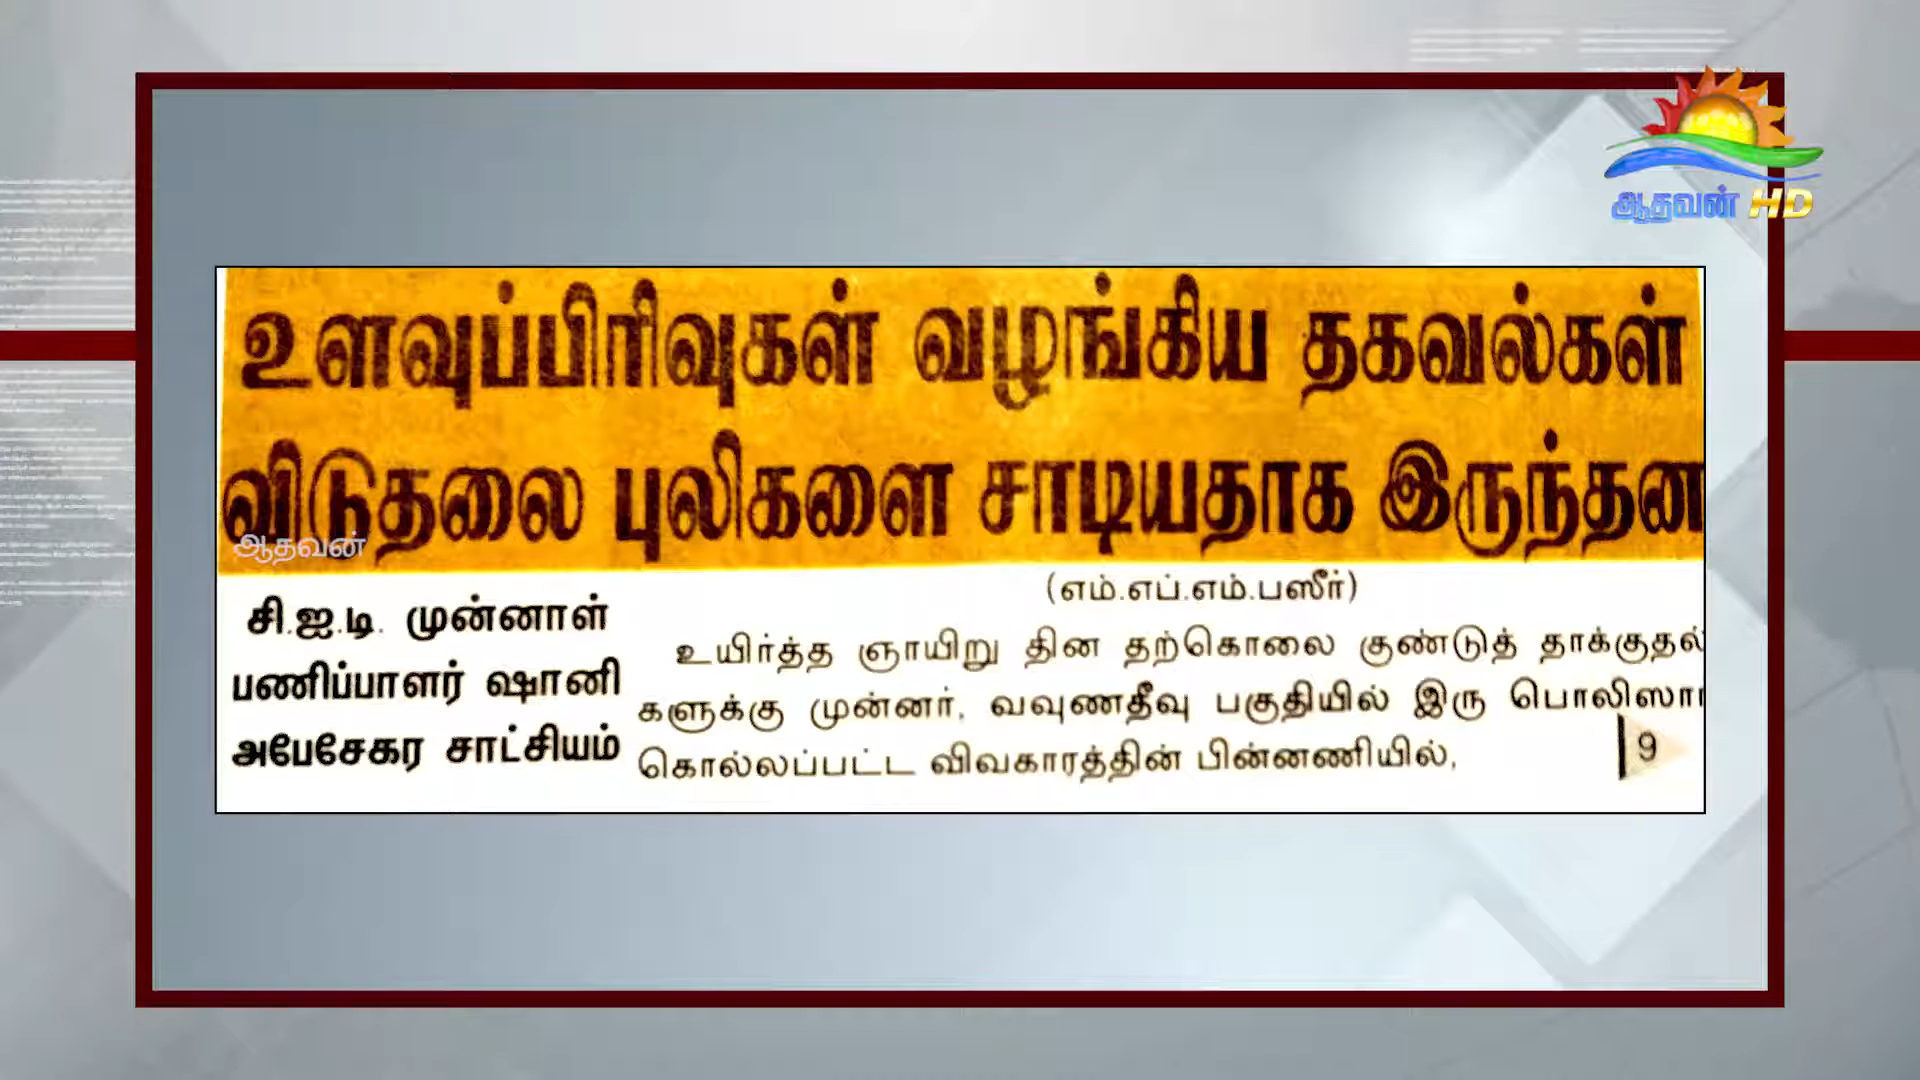 ஆதவன் HD
உளவுப்பிரிவுகள் வழங்கிய தகவல்கள்
விடுதலை புலிகளை சாடியதாக இருந்தன
ஆதவன்
சி.ஐ.டி. முன்னாள்
பணிப்பாளர் ஷானி
அபேசேகர சாட்சியம்
(எம்.எப்.எம்.பஸீர்)
உயிர்த்த ஞாயிறு தின தற்கொலை குண்டுத் தாக்குதல்
களுக்கு முன்னர், வவுணதீவு பகுதியில் இரு பொலிஸார்
கொல்லப்பட்ட விவகாரத்தின் பின்னணியில்,
9